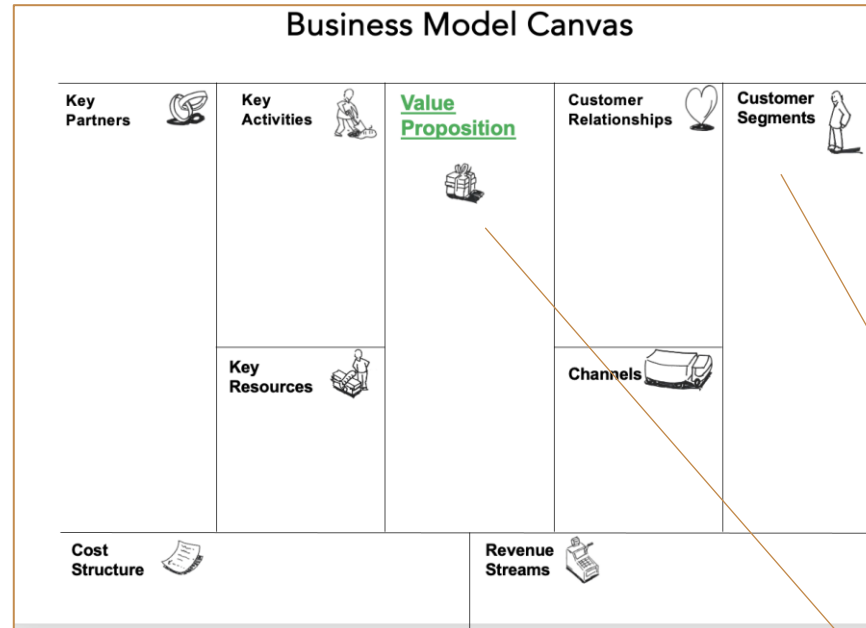 Business Model Canvas
Key
Partners
Key
Activities
Value
Proposition
Customer
Relationships
Customer
Segments
Key
Resources
Channels
Cost
Structure
Revenue
Streams